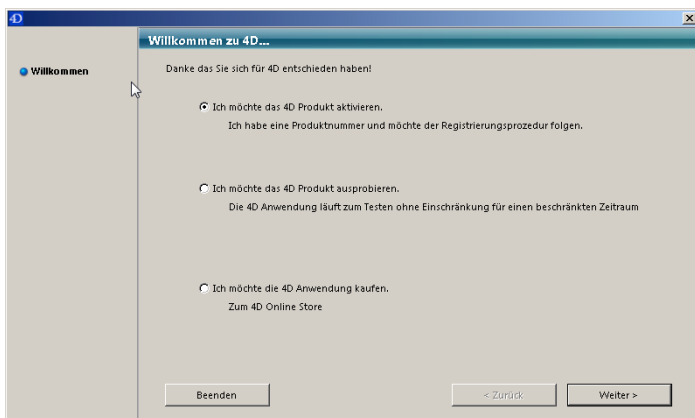 4D
Willkommen zu 4D...
Willkommen
Danke das Sie sich für 4D entschieden haben!
Ich möchte das 4D Produkt aktivieren.
Ich habe eine Produktnummer und möchte der Registrierungsprozedur folgen.
Ich möchte das 4D Produkt ausprobieren.
Die 4D Anwendung läuft zum Testen ohne Einschränkung für einen beschränkten Zeitraum
Ich möchte die 4D Anwendung kaufen.
Zum 4D Online Store
Beenden
< Zurück
Weiter >